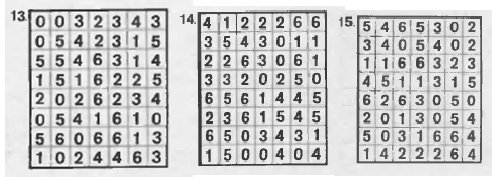 13.
0 0 3 2 3 4 3
0 5 4 2 3 1 5
5 5 4 6 3 1 4
1 5 1 6 2 2 5
2 0 2 6 2 3 4
0 5 4 1 6 1 0
5 6 0 6 6 1 3
1 0 2 4 4 6 3
14.
4 1 2 2 2 6 6
3 5 4 3 0 1 1
2 2 6 3 0 6 1
3 3 2 0 2 5 0
6 5 6 1 4 4 5
2 3 6 1 5 4 5
6 5 0 3 4 3 1
1 5 0 0 4 0 4
15.
5 4 6 5 3 0 2
3 4 0 5 4 0 2
1 1 6 6 3 2 3
4 5 1 1 3 1 5
6 2 6 3 0 5 0
2 0 1 3 0 5 4
5 0 3 1 6 6 4
1 4 2 2 2 6 4